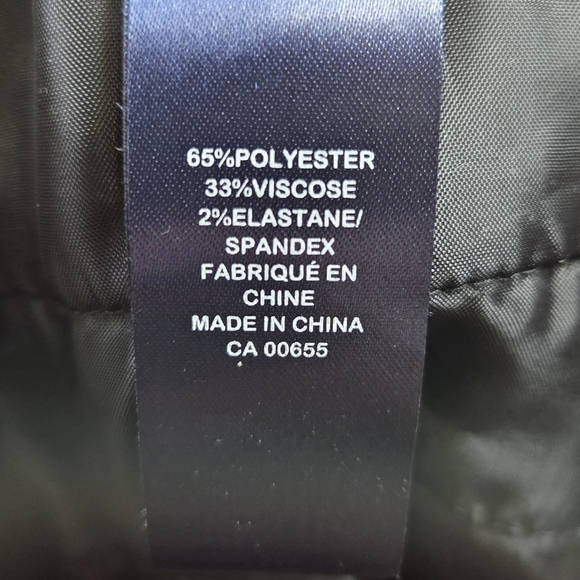 65%POLYESTER
33%VISCOSE
2%ELASTANE/
SPANDEX
FABRIQUÉ EN
CHINE
MADE IN CHINA
CA 00655